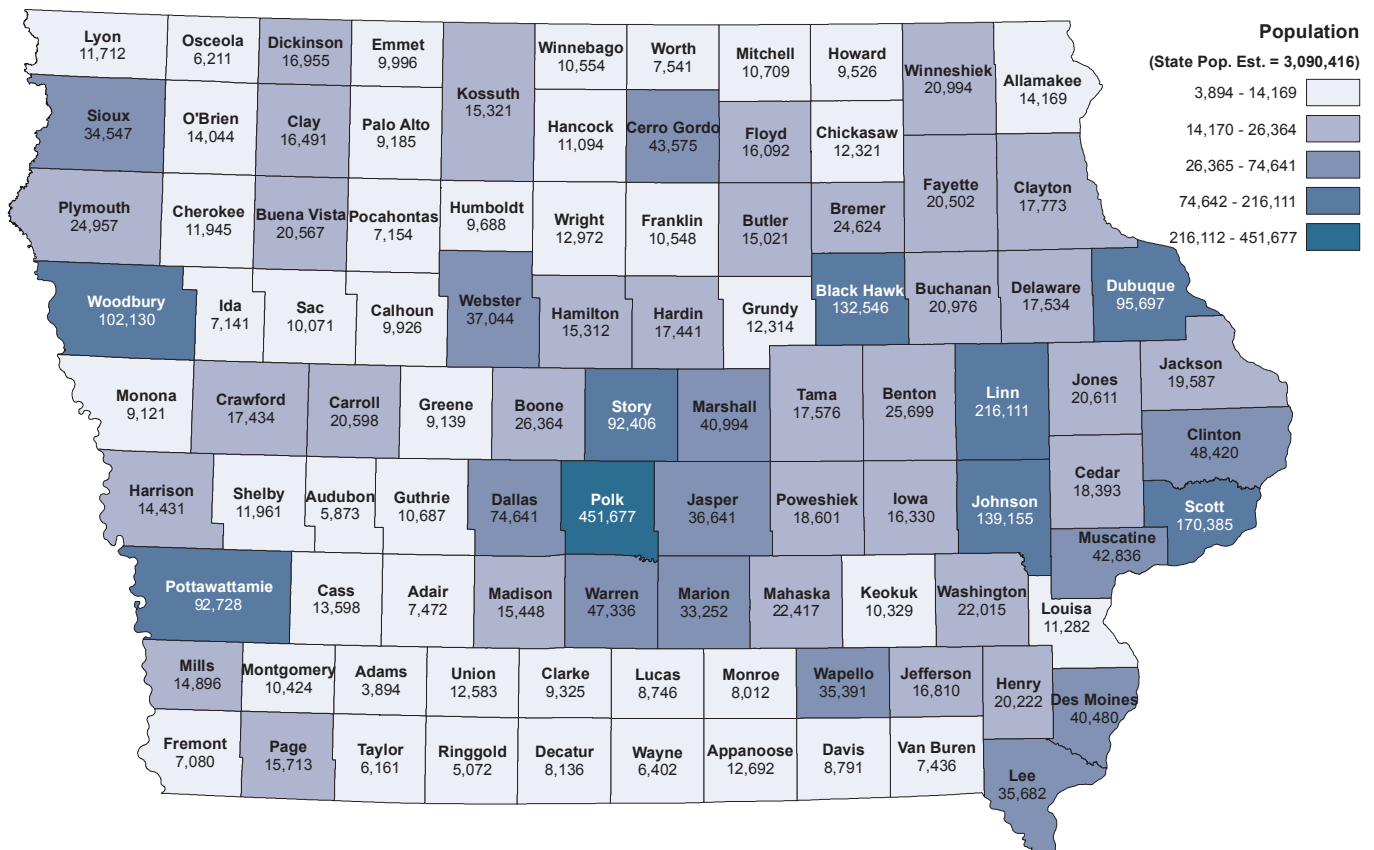 Population
(State Pop. Est. = 3,090,416)
3,894 - 14,169
14,170 - 26,364
26,365 - 74,641
74,642 - 216,111
216,112 - 451,677
Lyon
11,712
Osceola
6,211
Dickinson
16,955
Emmet
9,996
Kossuth
15,321
Winnebago
10,554
Worth
7,541
Mitchell
10,709
Howard
9,526
Winneshiek
20,994
Allamakee
14,169
Sioux
34,547
O'Brien
14,044
Clay
16,491
Palo Alto
9,185
Hancock
11,094
Cerro Gordo
43,575
Floyd
16,092
Chickasaw
12,321
Fayette
20,502
Clayton
17,773
Plymouth
24,957
Cherokee
11,945
Buena Vista
20,567
Pocahontas
7,154
Humboldt
9,688
Wright
12,972
Franklin
10,548
Butler
15,021
Bremer
24,624
Woodbury
102,130
Ida
7,141
Sac
10,071
Calhoun
9,926
Webster
37,044
Hamilton
15,312
Hardin
17,441
Grundy
12,314
Black Hawk
132,546
Buchanan
20,976
Delaware
17,534
Dubuque
95,697
Monona
9,121
Crawford
17,434
Carroll
20,598
Greene
9,139
Boone
26,364
Story
92,406
Marshall
40,994
Tama
17,576
Benton
25,699
Linn
216,111
Jones
20,611
Jackson
19,587
Clinton
48,420
Harrison
14,431
Shelby
11,961
Audubon
5,873
Guthrie
10,687
Dallas
74,641
Polk
451,677
Jasper
36,641
Poweshiek
18,601
Iowa
16,330
Johnson
139,155
Cedar
18,393
Scott
170,385
Muscatine
42,836
Pottawattamie
92,728
Cass
13,598
Adair
7,472
Madison
15,448
Warren
47,336
Marion
33,252
Mahaska
22,417
Keokuk
10,329
Washington
22,015
Louisa
11,282
Mills
14,896
Montgomery
10,424
Adams
3,894
Union
12,583
Clarke
9,325
Lucas
8,746
Monroe
8,012
Wapello
35,391
Jefferson
16,810
Henry
20,222
Des Moines
40,480
Fremont
7,080
Page
15,713
Taylor
6,161
Ringgold
5,072
Decatur
8,136
Wayne
6,402
Appanoose
12,692
Davis
8,791
Van Buren
7,436
Lee
35,682